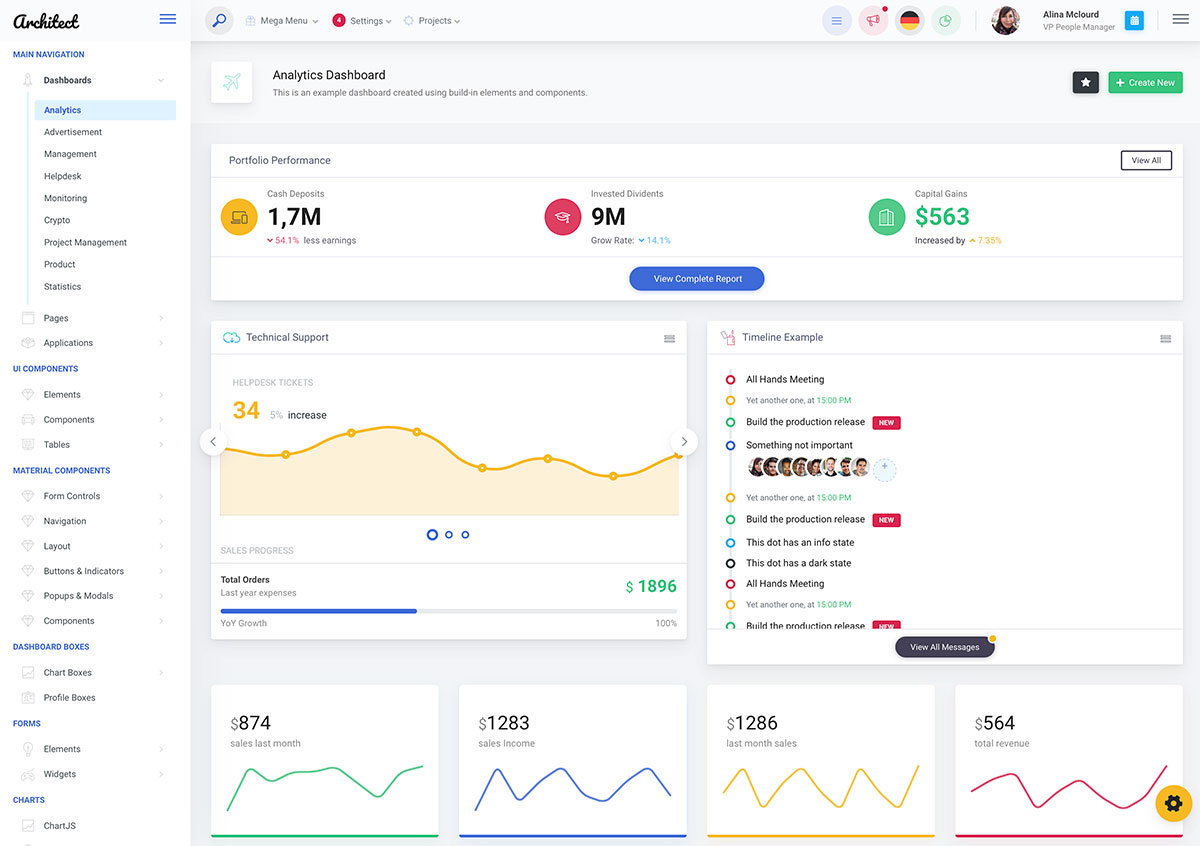 Architect
Mega Menu
4
Settings
Projects
Alina Mclourd
VP People Manager
MAIN NAVIGATION
Dashboards
Analytics
Advertisement
Management
Helpdesk
Monitoring
Crypto
Project Management
Product
Statistics
Pages
Applications
UI COMPONENTS
Elements
Components
Tables
MATERIAL COMPONENTS
Form Controls
Navigation
Layout
Buttons & Indicators
Popups & Modals
Components
DASHBOARD BOXES
Chart Boxes
Profile Boxes
FORMS
Elements
Widgets
CHARTS
ChartJS
Analytics Dashboard
This is an example dashboard created using build-in elements and components.
Create New
Portfolio Performance
View All
Cash Deposits
1,7M
54.1% less earnings
Invested Dividents
9M
Grow Rate: 14.1%
Capital Gains
$563
Increased by 7.35%
View Complete Report
Technical Support
HELPDESK TICKETS
34 5% increase
SALES PROGRESS
Total Orders
Last year expenses
$ 1896
YoY Growth
100%
Timeline Example
All Hands Meeting
Yet another one, at 15:00 PM
Build the production release NEW
Something not important
+
Yet another one, at 15:00 PM
Build the production release NEW
This dot has an info state
This dot has a dark state
All Hands Meeting
Yet another one, at 15:00 PM
Build the production release NEW
View All Messages
$874
sales last month
$1283
sales Income
$1286
last month sales
$564
total revenue